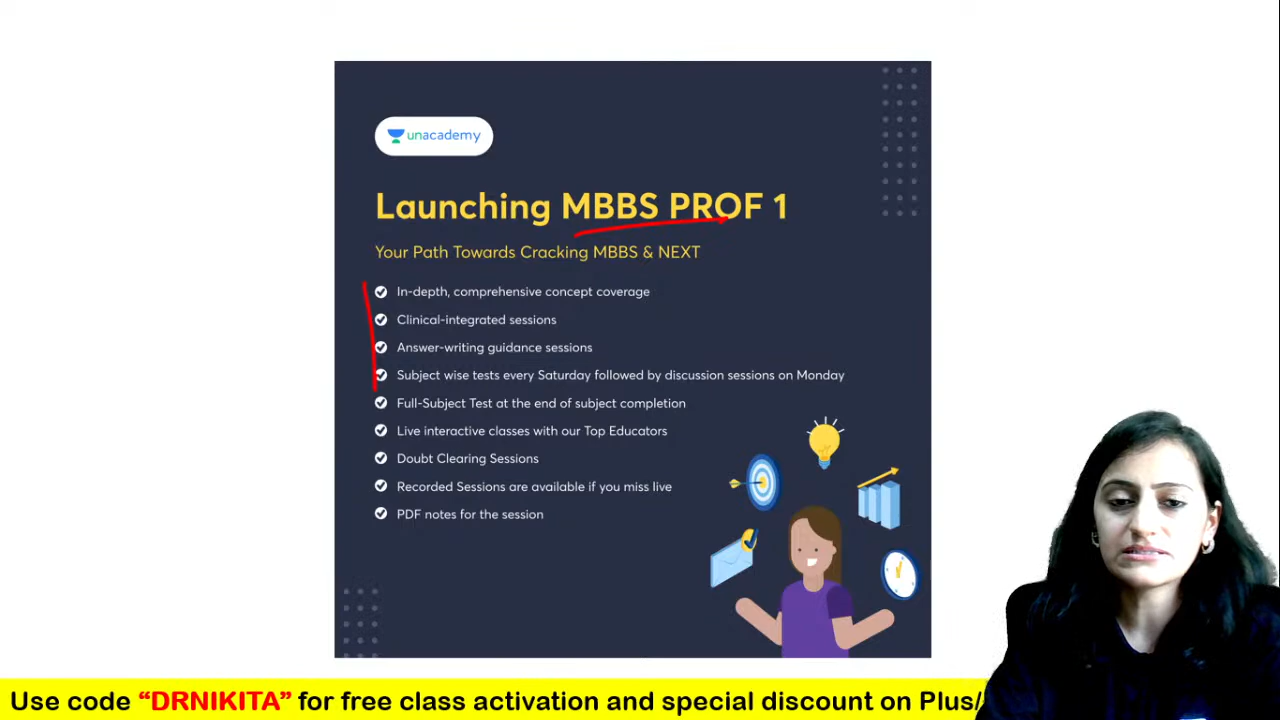 unacademy
Launching MBBS PROF 1
Your Path Towards Cracking MBBS & NEXT
In-depth, comprehensive concept coverage
Clinical-integrated sessions
Answer-writing guidance sessions
Subject wise tests every Saturday followed by discussion sessions on Monday
Full-Subject Test at the end of subject completion
Live interactive classes with our Top Educators
Doubt Clearing Sessions
Recorded Sessions are available if you miss live
PDF notes for the session
Use code “DRNIKITA” for free class activation and special discount on Plus/